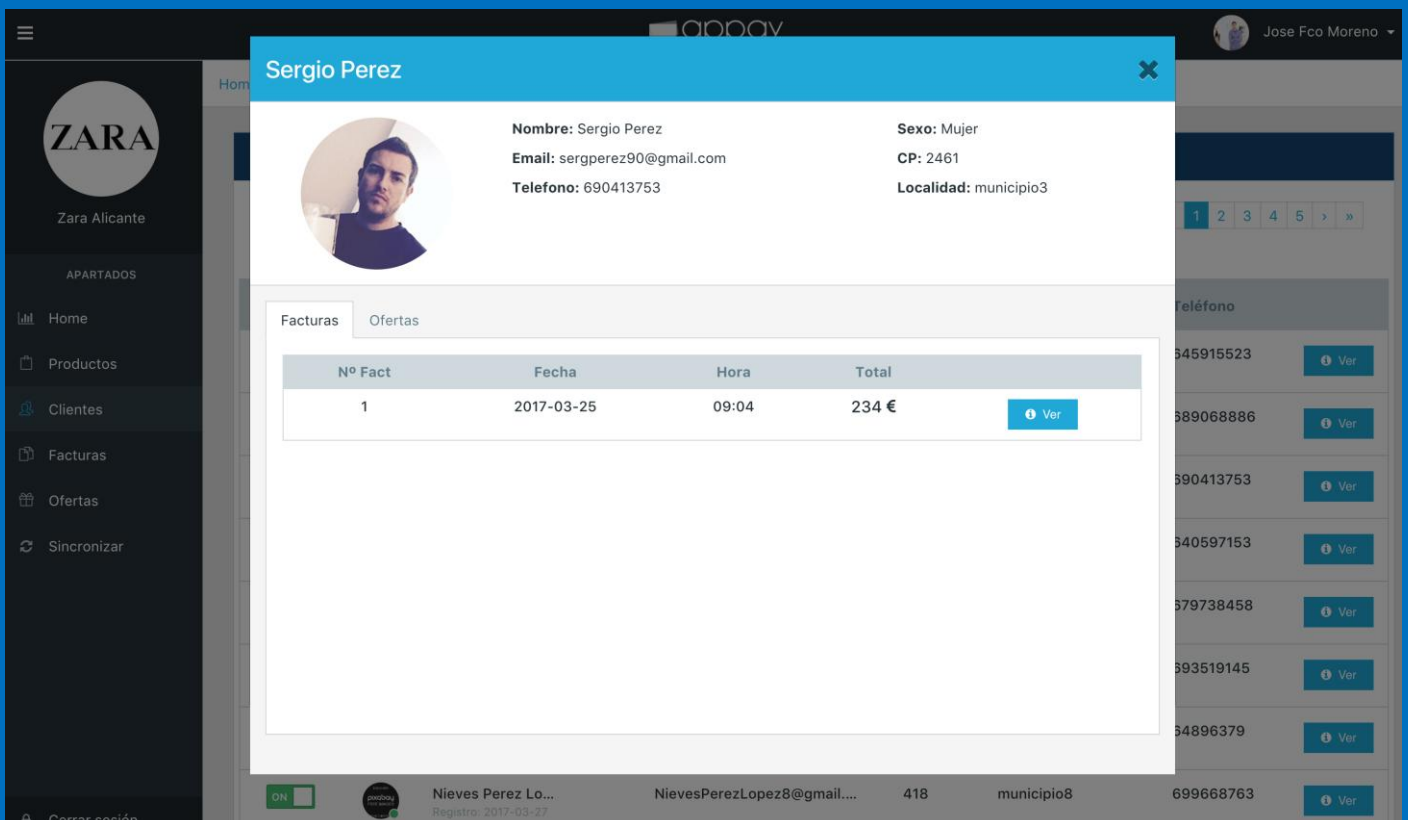 appay
Jose Fco Moreno
ZARA
Zara Alicante
APARTADOS
Home
Productos
Clientes
Facturas
Ofertas
Sincronizar
Cerrar sesión
Sergio Perez
Nombre: Sergio Perez
Email: sergperez90@gmail.com
Telefono: 690413753
Sexo: Mujer
CP: 2461
Localidad: municipio3
Facturas Ofertas
Nº Fact Fecha Hora Total
1 2017-03-25 09:04 234 € Ver
1 2 3 4 5 › »
Teléfono
645915523 Ver
689068886 Ver
690413753 Ver
640597153 Ver
679738458 Ver
693519145 Ver
64896379 Ver
ON Nieves Perez Lo... NievesPerezLopez8@gmail.... 418 municipio8 699668763 Ver
Registro: 2017-03-27